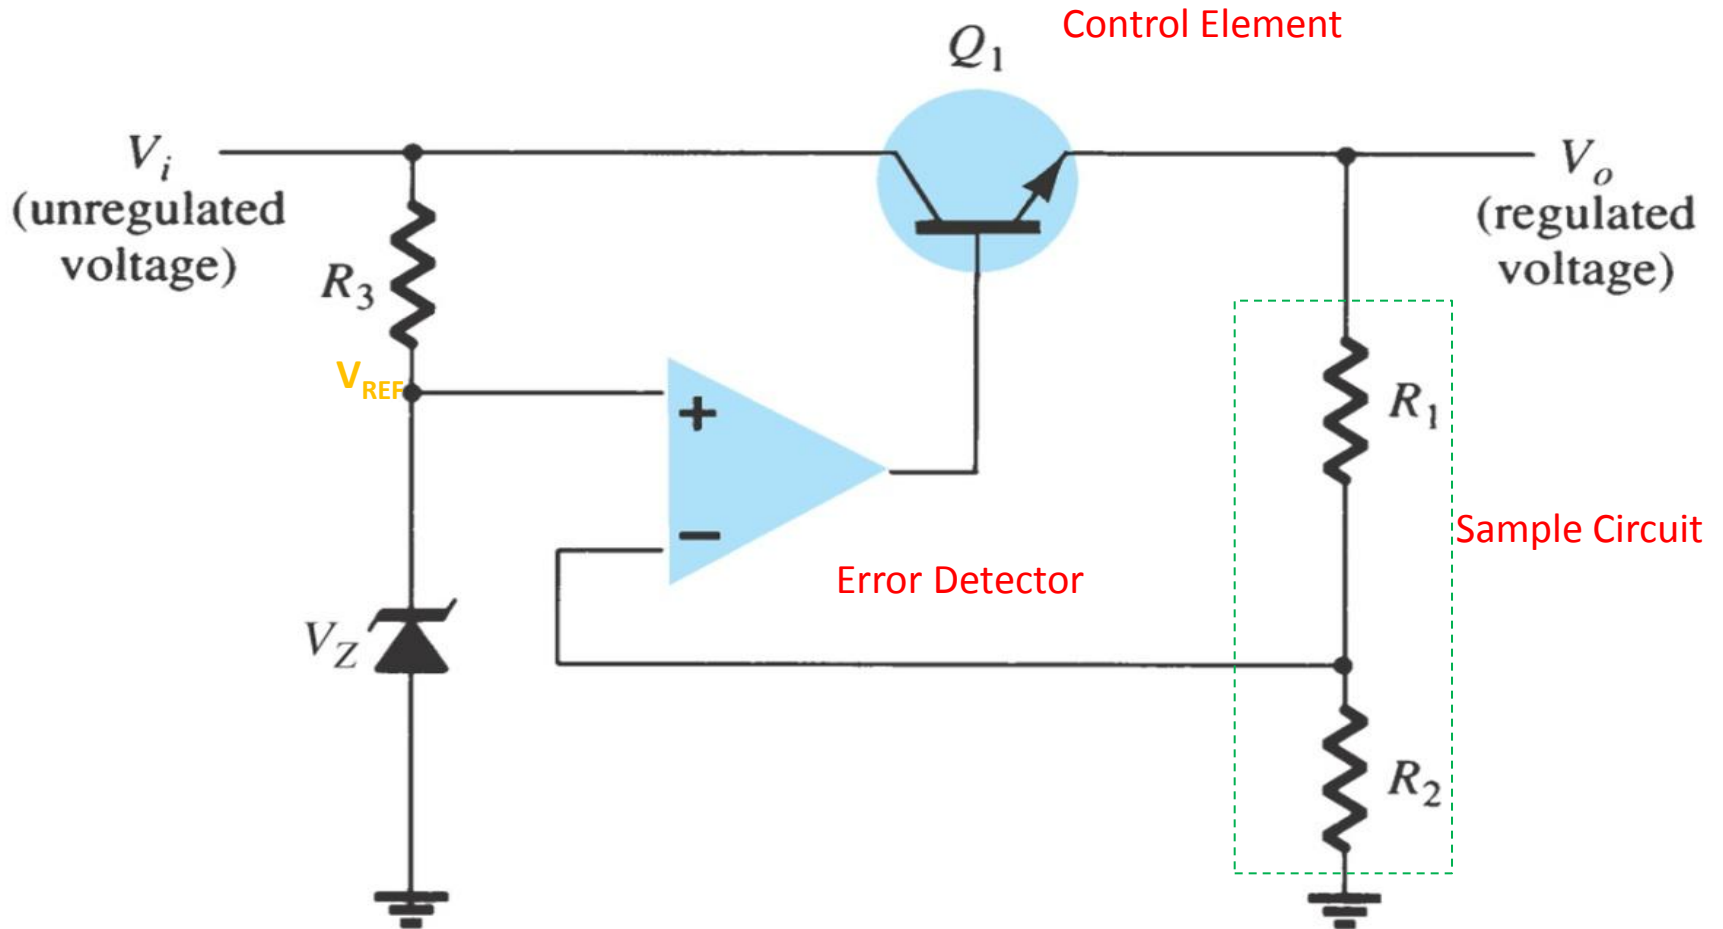 Control Element
Q1
Vi
(unregulated
voltage)
Vo
(regulated
voltage)
R3
VREF
+
R1
−
Sample Circuit
Error Detector
VZ
R2